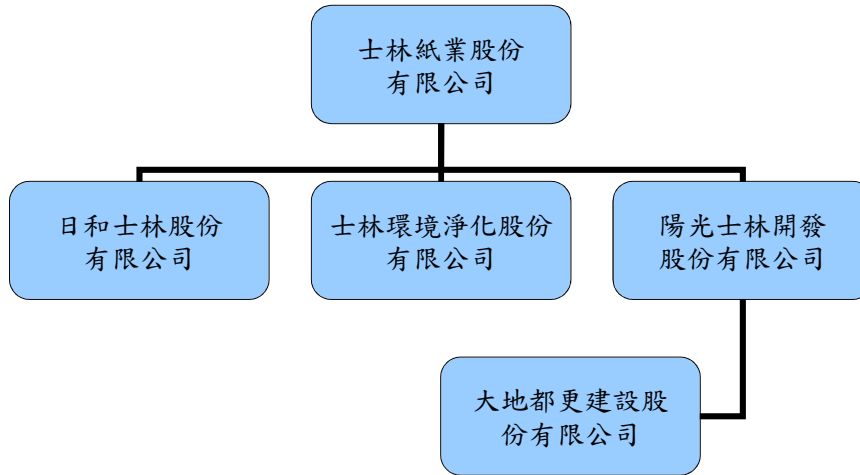 士林紙業股份
有限公司
日和士林股份
有限公司
士林環境淨化股份
有限公司
陽光士林開發
股份有限公司
大地都更建設股
份有限公司